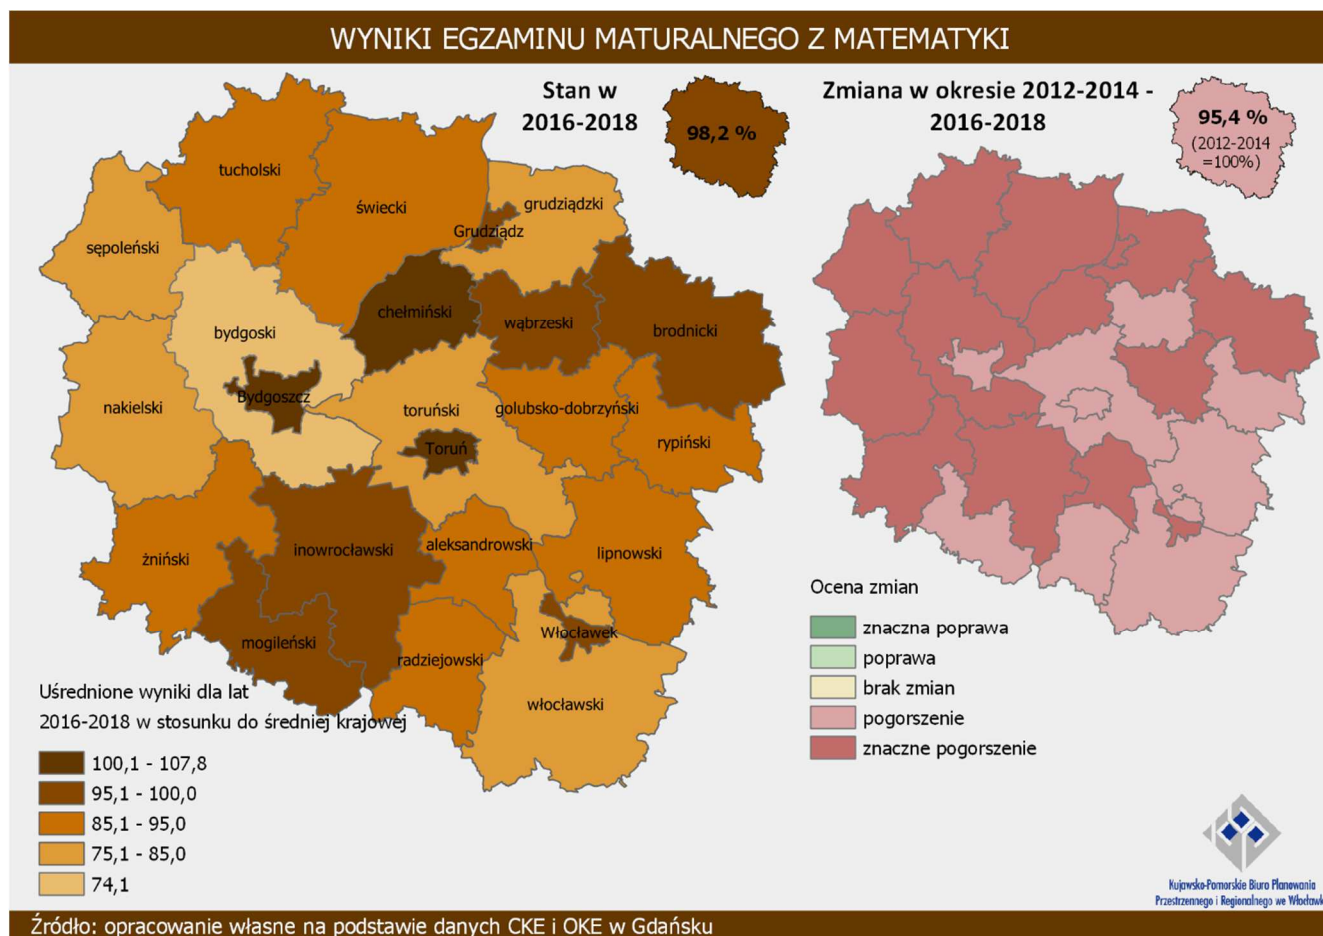 WYNIKI EGZAMINU MATURALNEGO Z MATEMATYKI
Stan w
2016-2018
98,2 %
Zmiana w okresie 2012-2014 -
2016-2018
95,4 %
(2012-2014
=100%)
tucholski
świecki
grudziądzki
Grudziądz
sępoleński
chełmiński
wąbrzeski
brodnicki
bydgoski
Bydgoszcz
nakielski
toruński
golubsko-dobrzyński
Toruń
rypiński
żniński
inowrocławski
aleksandrowski
lipnowski
mogileński
Włocławek
radziejowski
włocławski
Uśrednione wyniki dla lat
2016-2018 w stosunku do średniej krajowej
100,1 - 107,8
95,1 - 100,0
85,1 - 95,0
75,1 - 85,0
74,1
Ocena zmian
znaczna poprawa
poprawa
brak zmian
pogorszenie
znaczne pogorszenie
Kujawsko-Pomorskie Biuro Planowania
Przestrzennego i Regionalnego we Włocławku
Źródło: opracowanie własne na podstawie danych CKE i OKE w Gdańsku